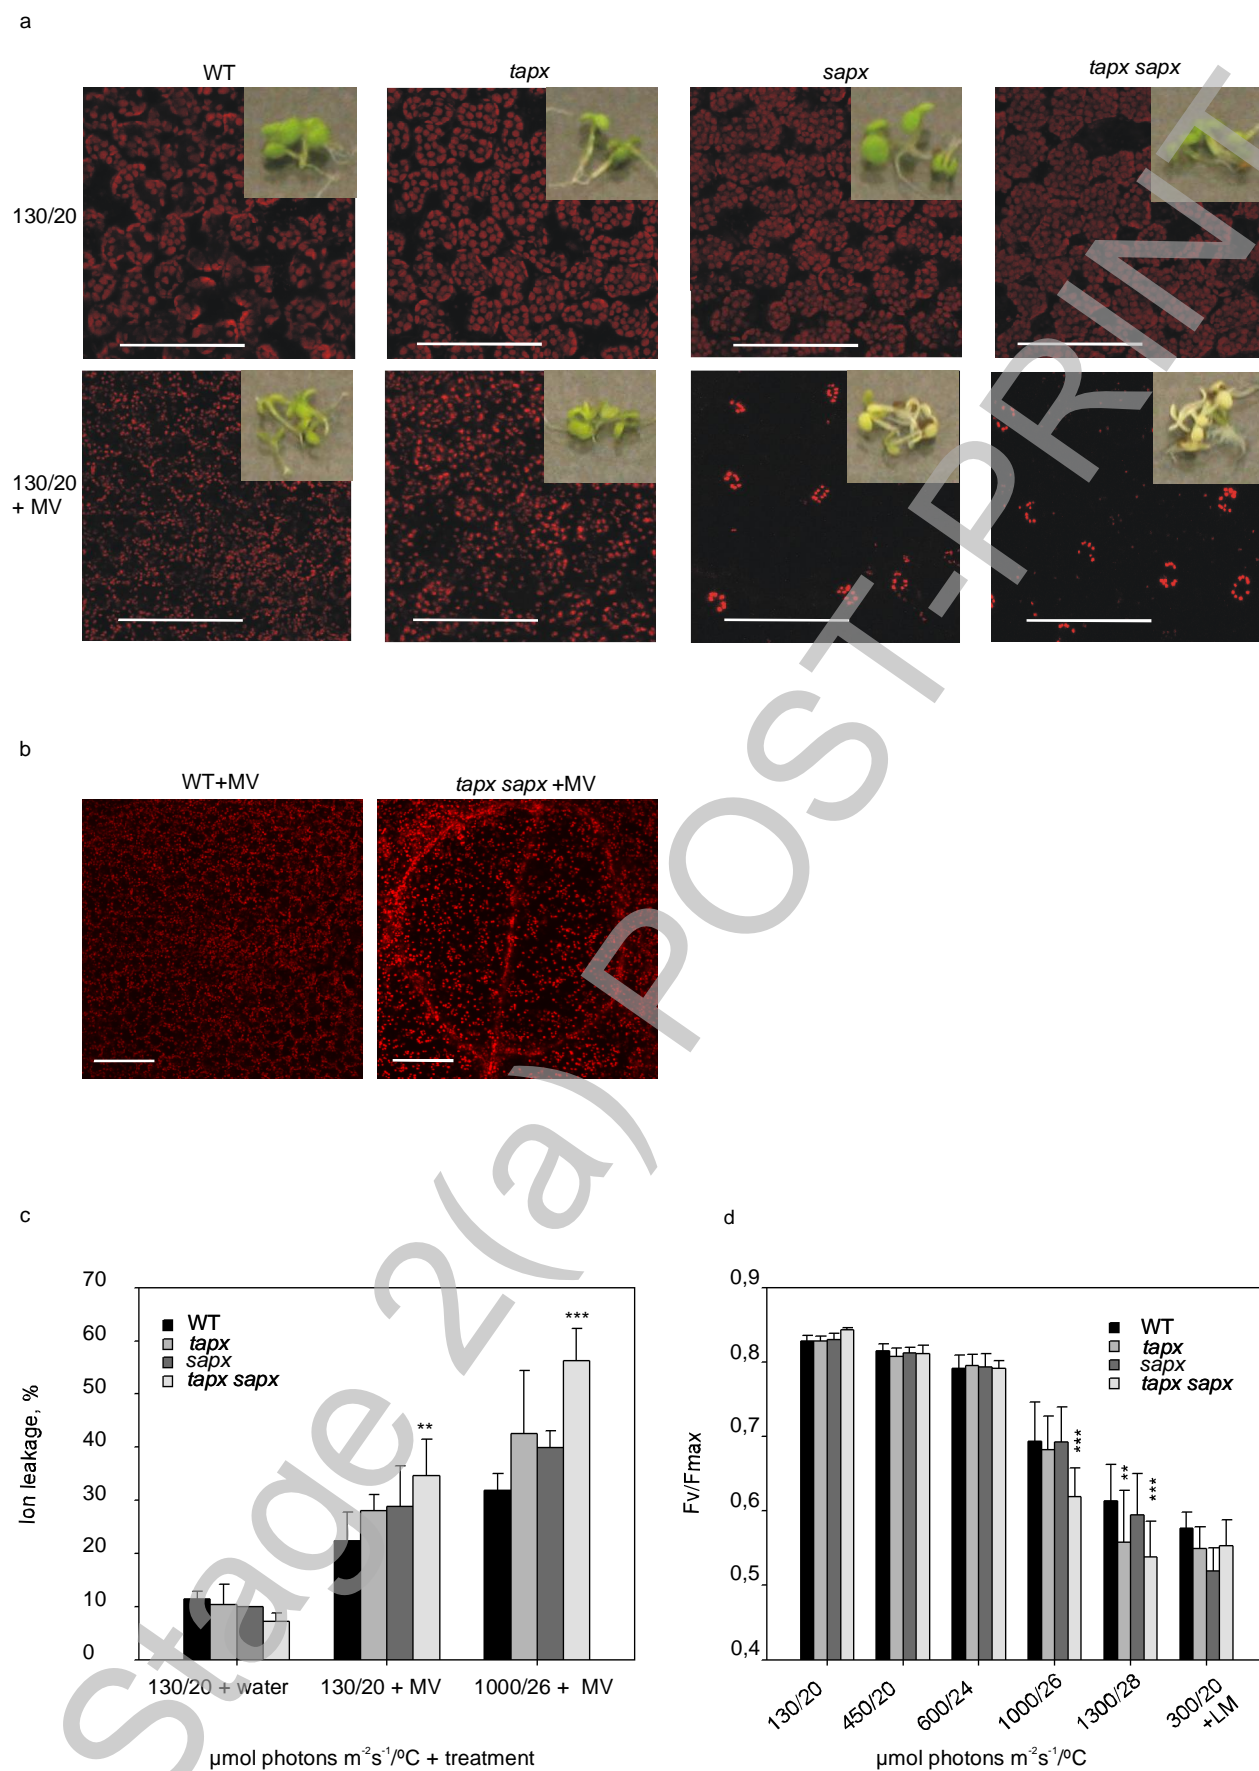 a
WT
tapx
sapx
tapx sapx
130/20
130/20
+ MV
b
WT+MV
tapx sapx +MV
c
70
60
50
40
30
20
10
0
Ion leakage, %
WT
tapx
sapx
tapx sapx
**
***
130/20 + water
130/20 + MV
1000/26 + MV
µmol photons m⁻²s⁻¹/ºC + treatment
d
0,9
0,8
0,7
0,6
0,5
0,4
Fv/Fmax
WT
tapx
sapx
tapx sapx
***
**
***
130/20
450/20
600/24
1000/26
1300/28
300/20
+LM
µmol photons m⁻²s⁻¹/ºC
Stage 2(a) POST-PRINT